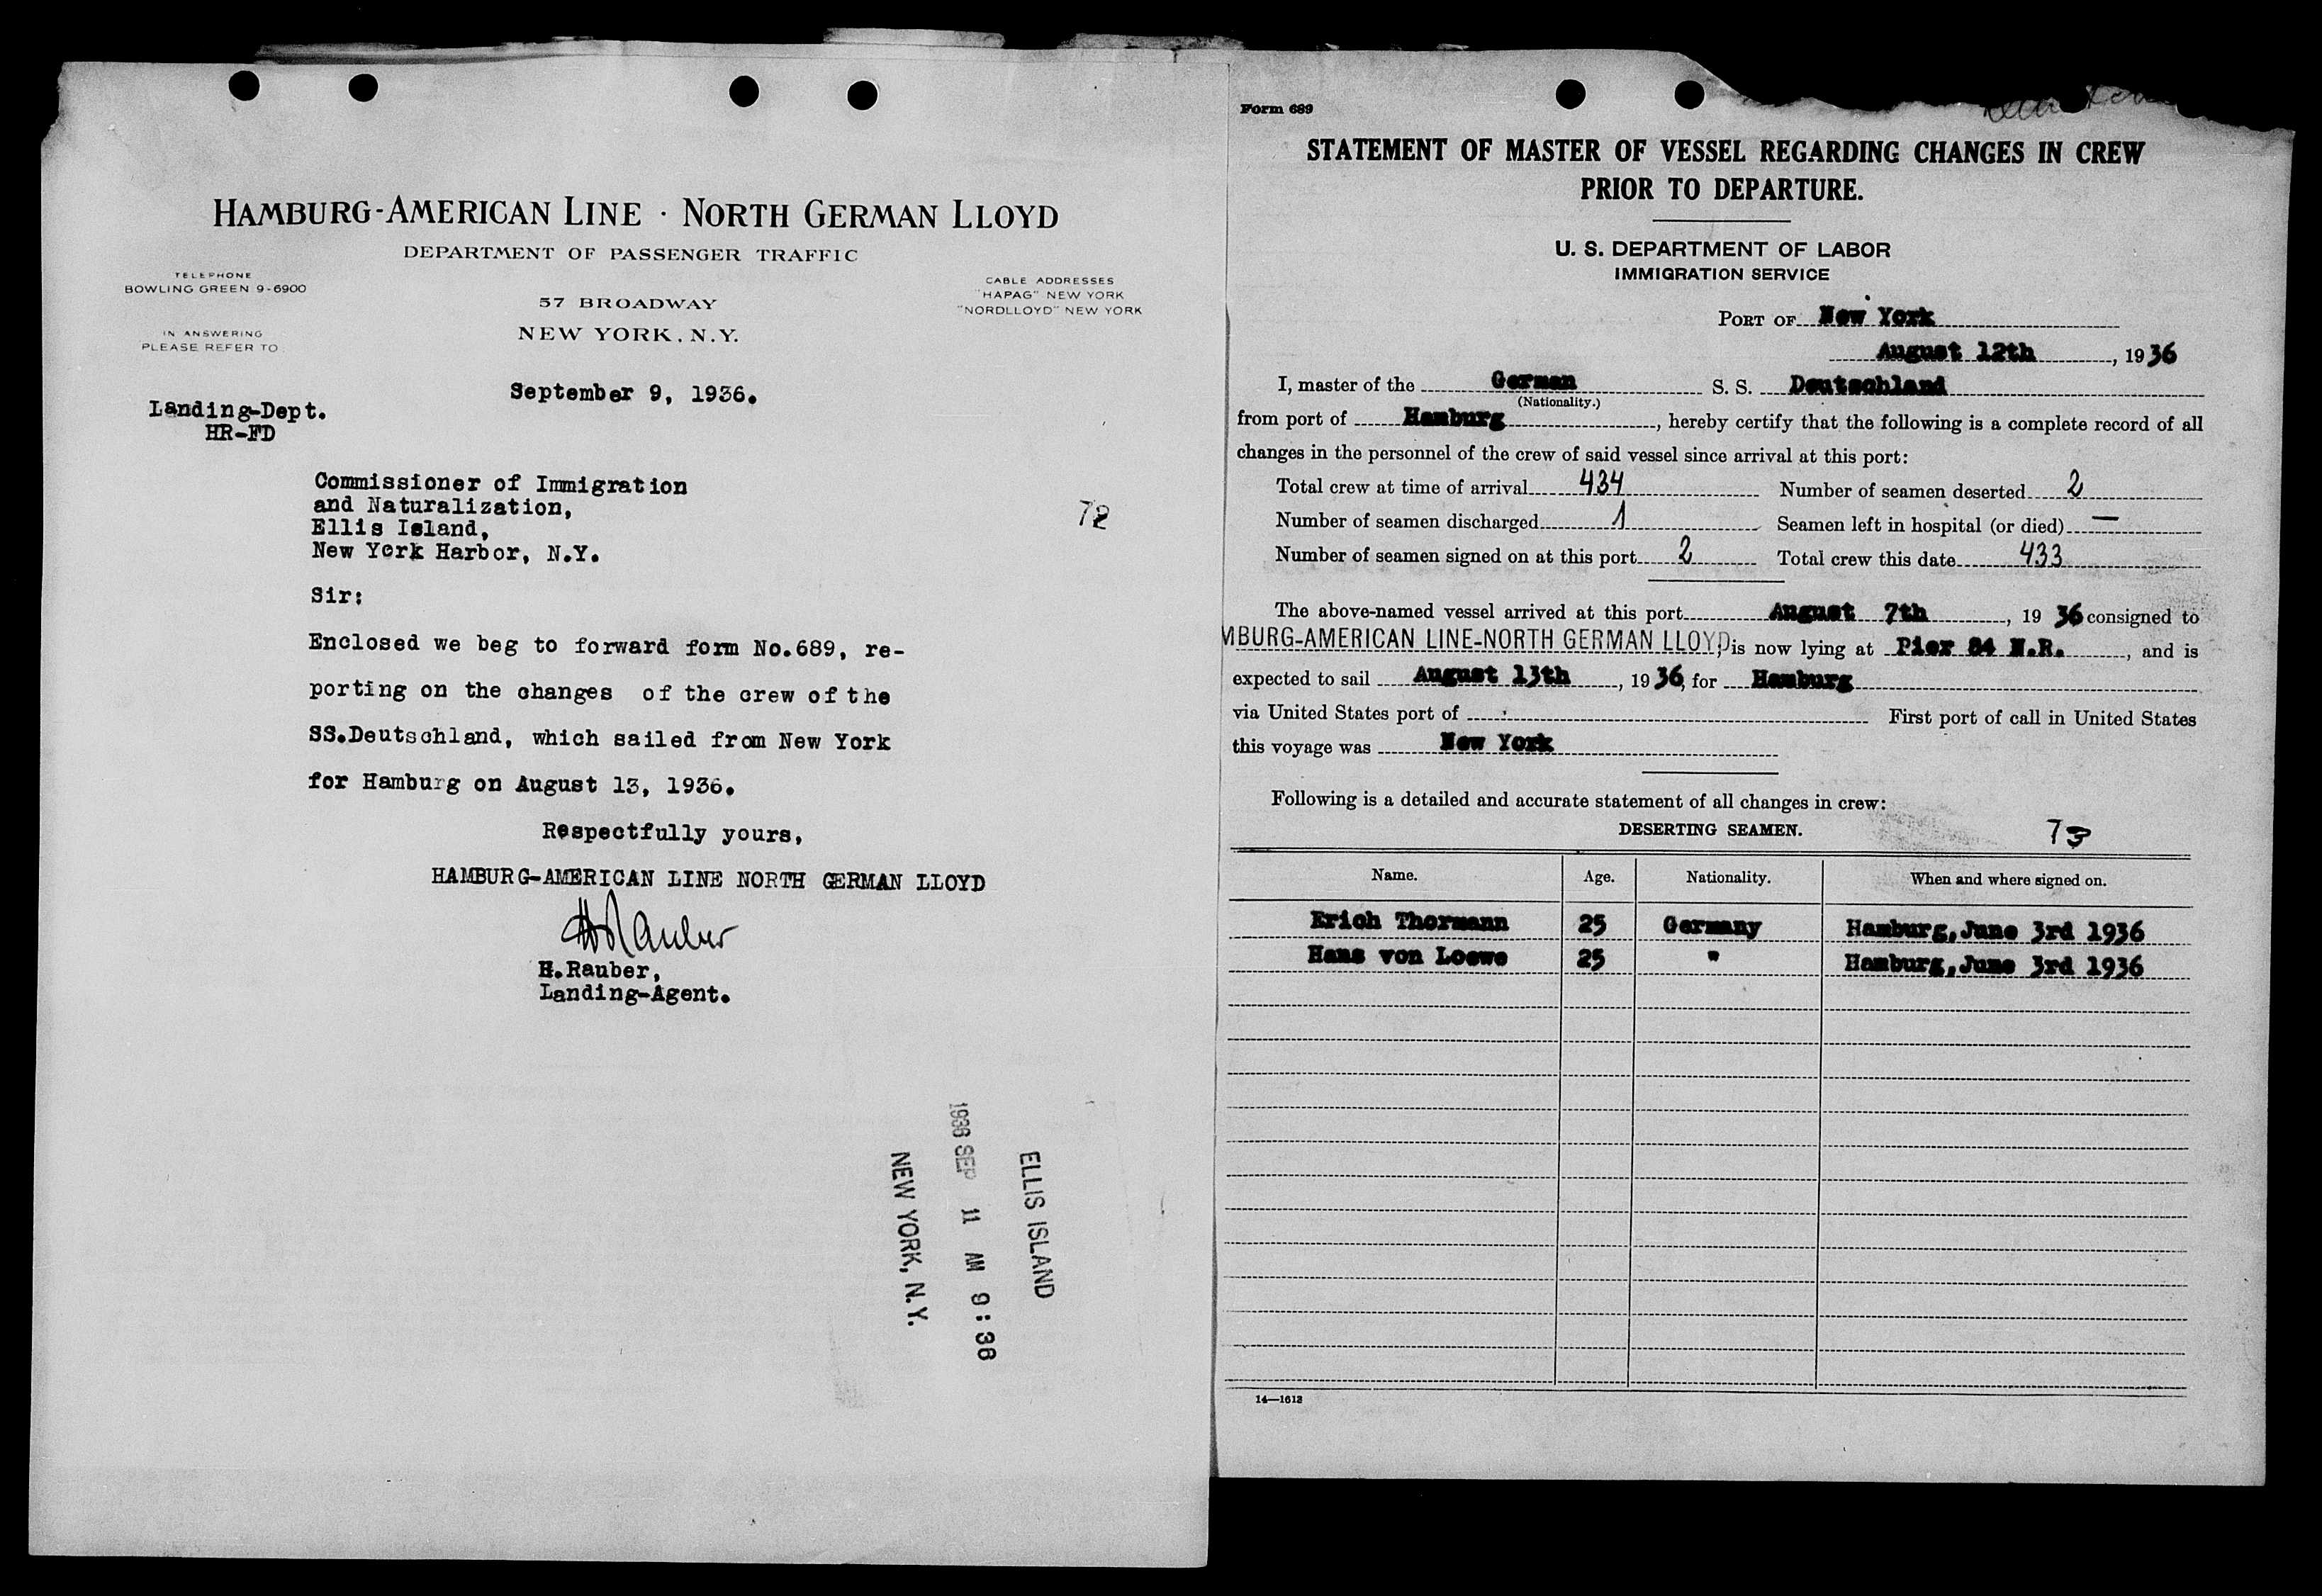 HAMBURG-AMERICAN LINE · NORTH GERMAN LLOYD
DEPARTMENT OF PASSENGER TRAFFIC
TELEPHONE
BOWLING GREEN 9-6900
57 BROADWAY
NEW YORK, N.Y.
CABLE ADDRESSES
"HAPAG" NEW YORK
"NORDLLOYD" NEW YORK
IN ANSWERING
PLEASE REFER TO
September 9, 1936.
Landing-Dept.
HR-FD
Commissioner of Immigration
and Naturalization,
Ellis Island,
New York Harbor, N.Y.
72
Sir:
Enclosed we beg to forward form No.689, re-
porting on the changes of the crew of the
SS.Deutschland, which sailed from New York
for Hamburg on August 13, 1936.
Respectfully yours,
HAMBURG-AMERICAN LINE NORTH GERMAN LLOYD
HRauber
H.Rauber,
Landing-Agent.
ELLIS ISLAND
1936 SEP 11 AM 9:38
NEW YORK, N.Y.
Form 689
STATEMENT OF MASTER OF VESSEL REGARDING CHANGES IN CREW
PRIOR TO DEPARTURE.
U. S. DEPARTMENT OF LABOR
IMMIGRATION SERVICE
PORT OF New York
August 12th, 1936
I, master of the German S. S. Deutschland
(Nationality.)
from port of Hamburg, hereby certify that the following is a complete record of all
changes in the personnel of the crew of said vessel since arrival at this port:
Total crew at time of arrival 434 Number of seamen deserted 2
Number of seamen discharged 1 Seamen left in hospital (or died) —
Number of seamen signed on at this port 2 Total crew this date 433
The above-named vessel arrived at this port August 7th, 1936 consigned to
MBURG-AMERICAN LINE-NORTH GERMAN LLOYD; is now lying at Pier 84 N.R., and is
expected to sail August 13th, 1936, for Hamburg
via United States port of First port of call in United States
this voyage was New York
Following is a detailed and accurate statement of all changes in crew:
DESERTING SEAMEN.
73
Name. Age. Nationality. When and where signed on.
Erich Thormann 25 Germany Hamburg, June 3rd 1936
Hans von Loewe 25 " Hamburg, June 3rd 1936
14—1613